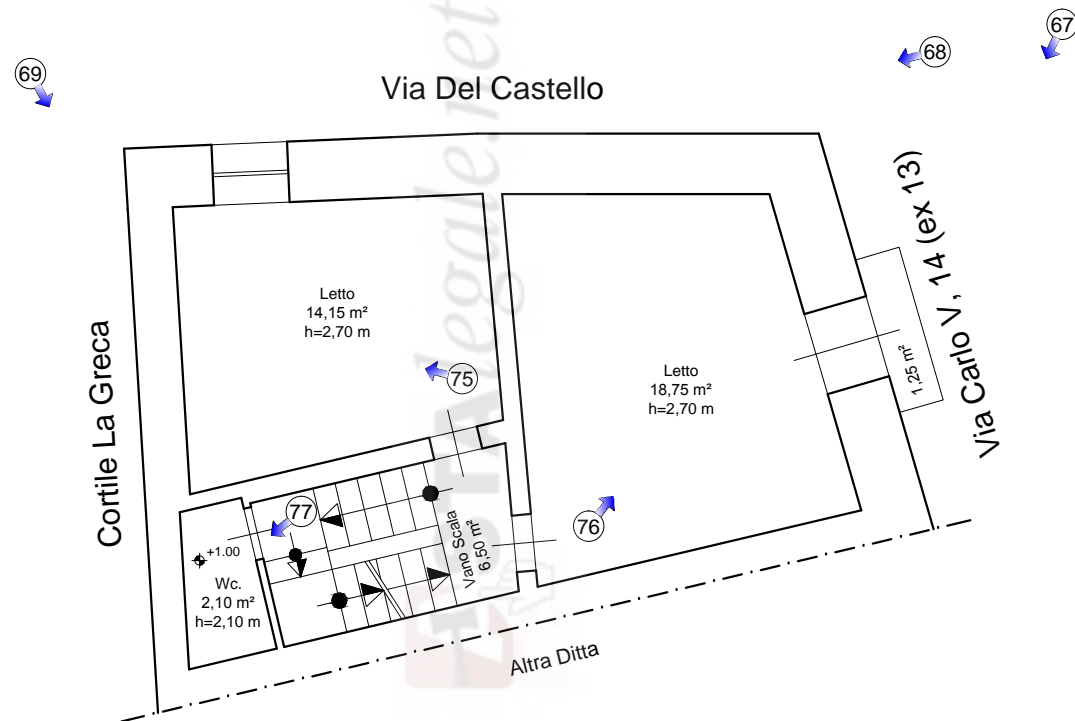 67
68
69
Via Del Castello
Via Carlo V, 14 (ex 13)
Cortile La Greca
Letto
14,15 m²
h=2,70 m
75
Letto
18,75 m²
h=2,70 m
1,25 m²
77
76
Vano Scala
6,50 m²
+1.00
Wc.
2,10 m²
h=2,10 m
Altra Ditta
ASTAlegale.net